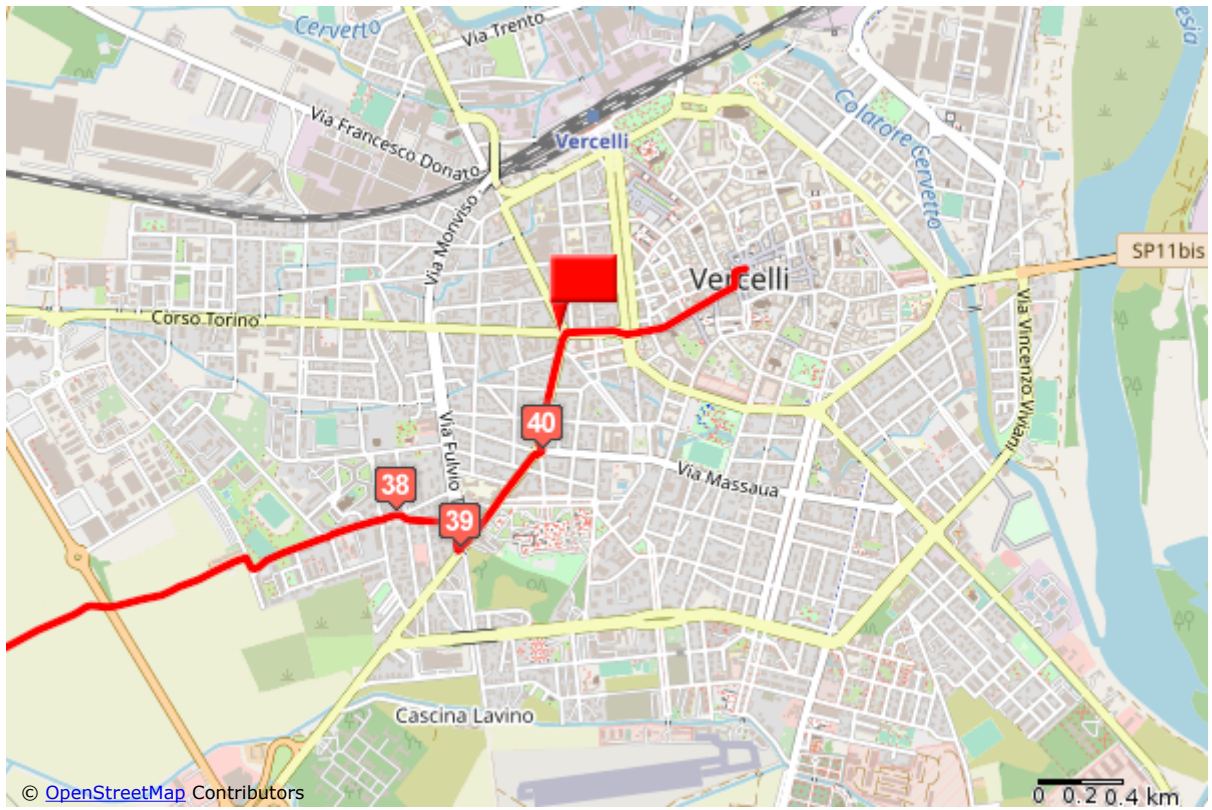 Cervetto
Via Trento
esia
Via Francesco Donato
Vercelli
Colatore Cervetto
Via Monviso
SP11bis
Vercelli
Corso Torino
Via Vincenzo Viviani
40
Via Fulvio T
38
Via Massaua
39
Cascina Lavino
© OpenStreetMap Contributors
0 0.2 0.4 km